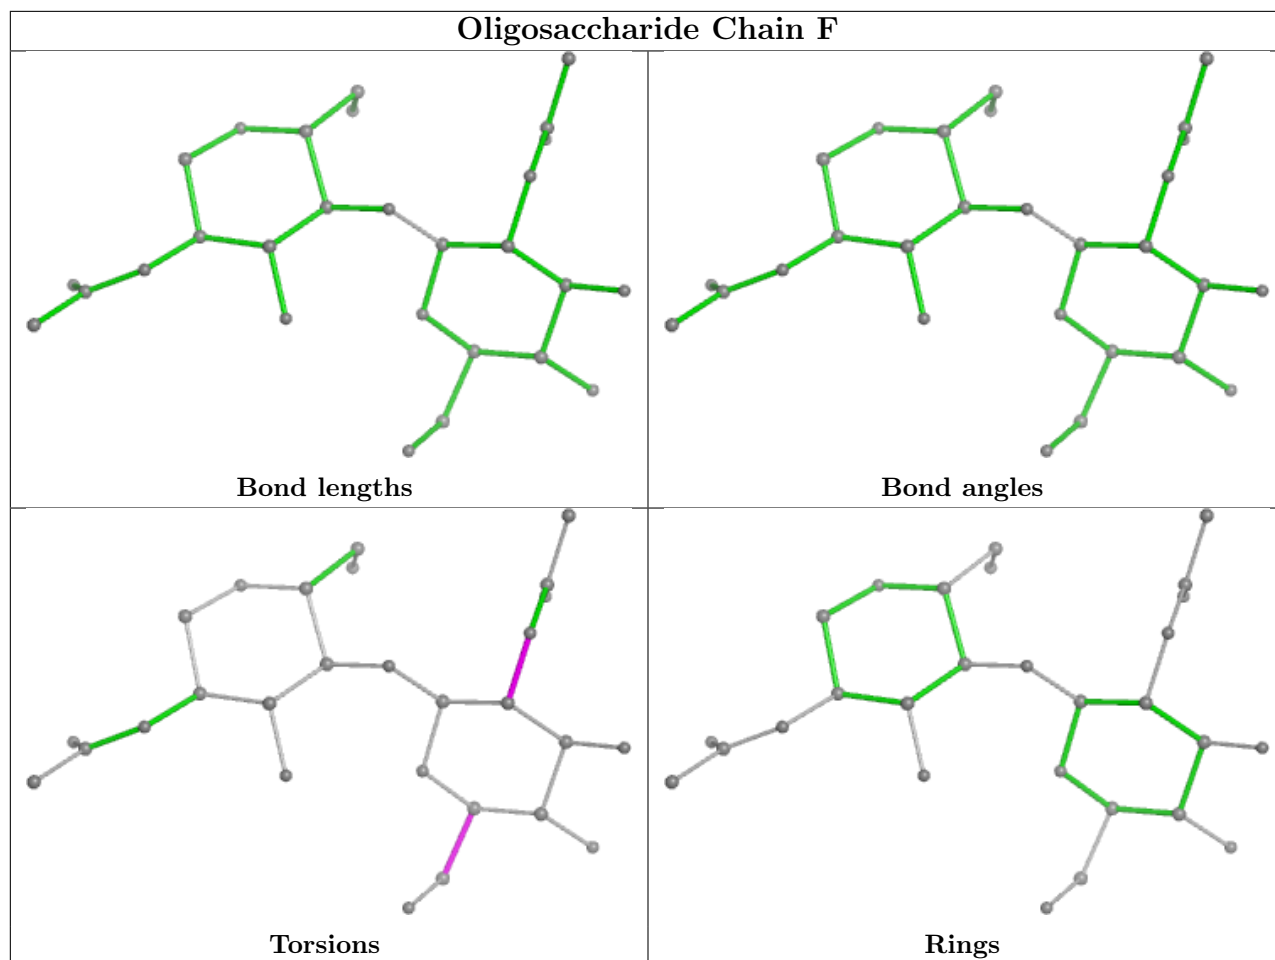 Oligosaccharide Chain F
Bond lengths
Bond angles
Torsions
Rings